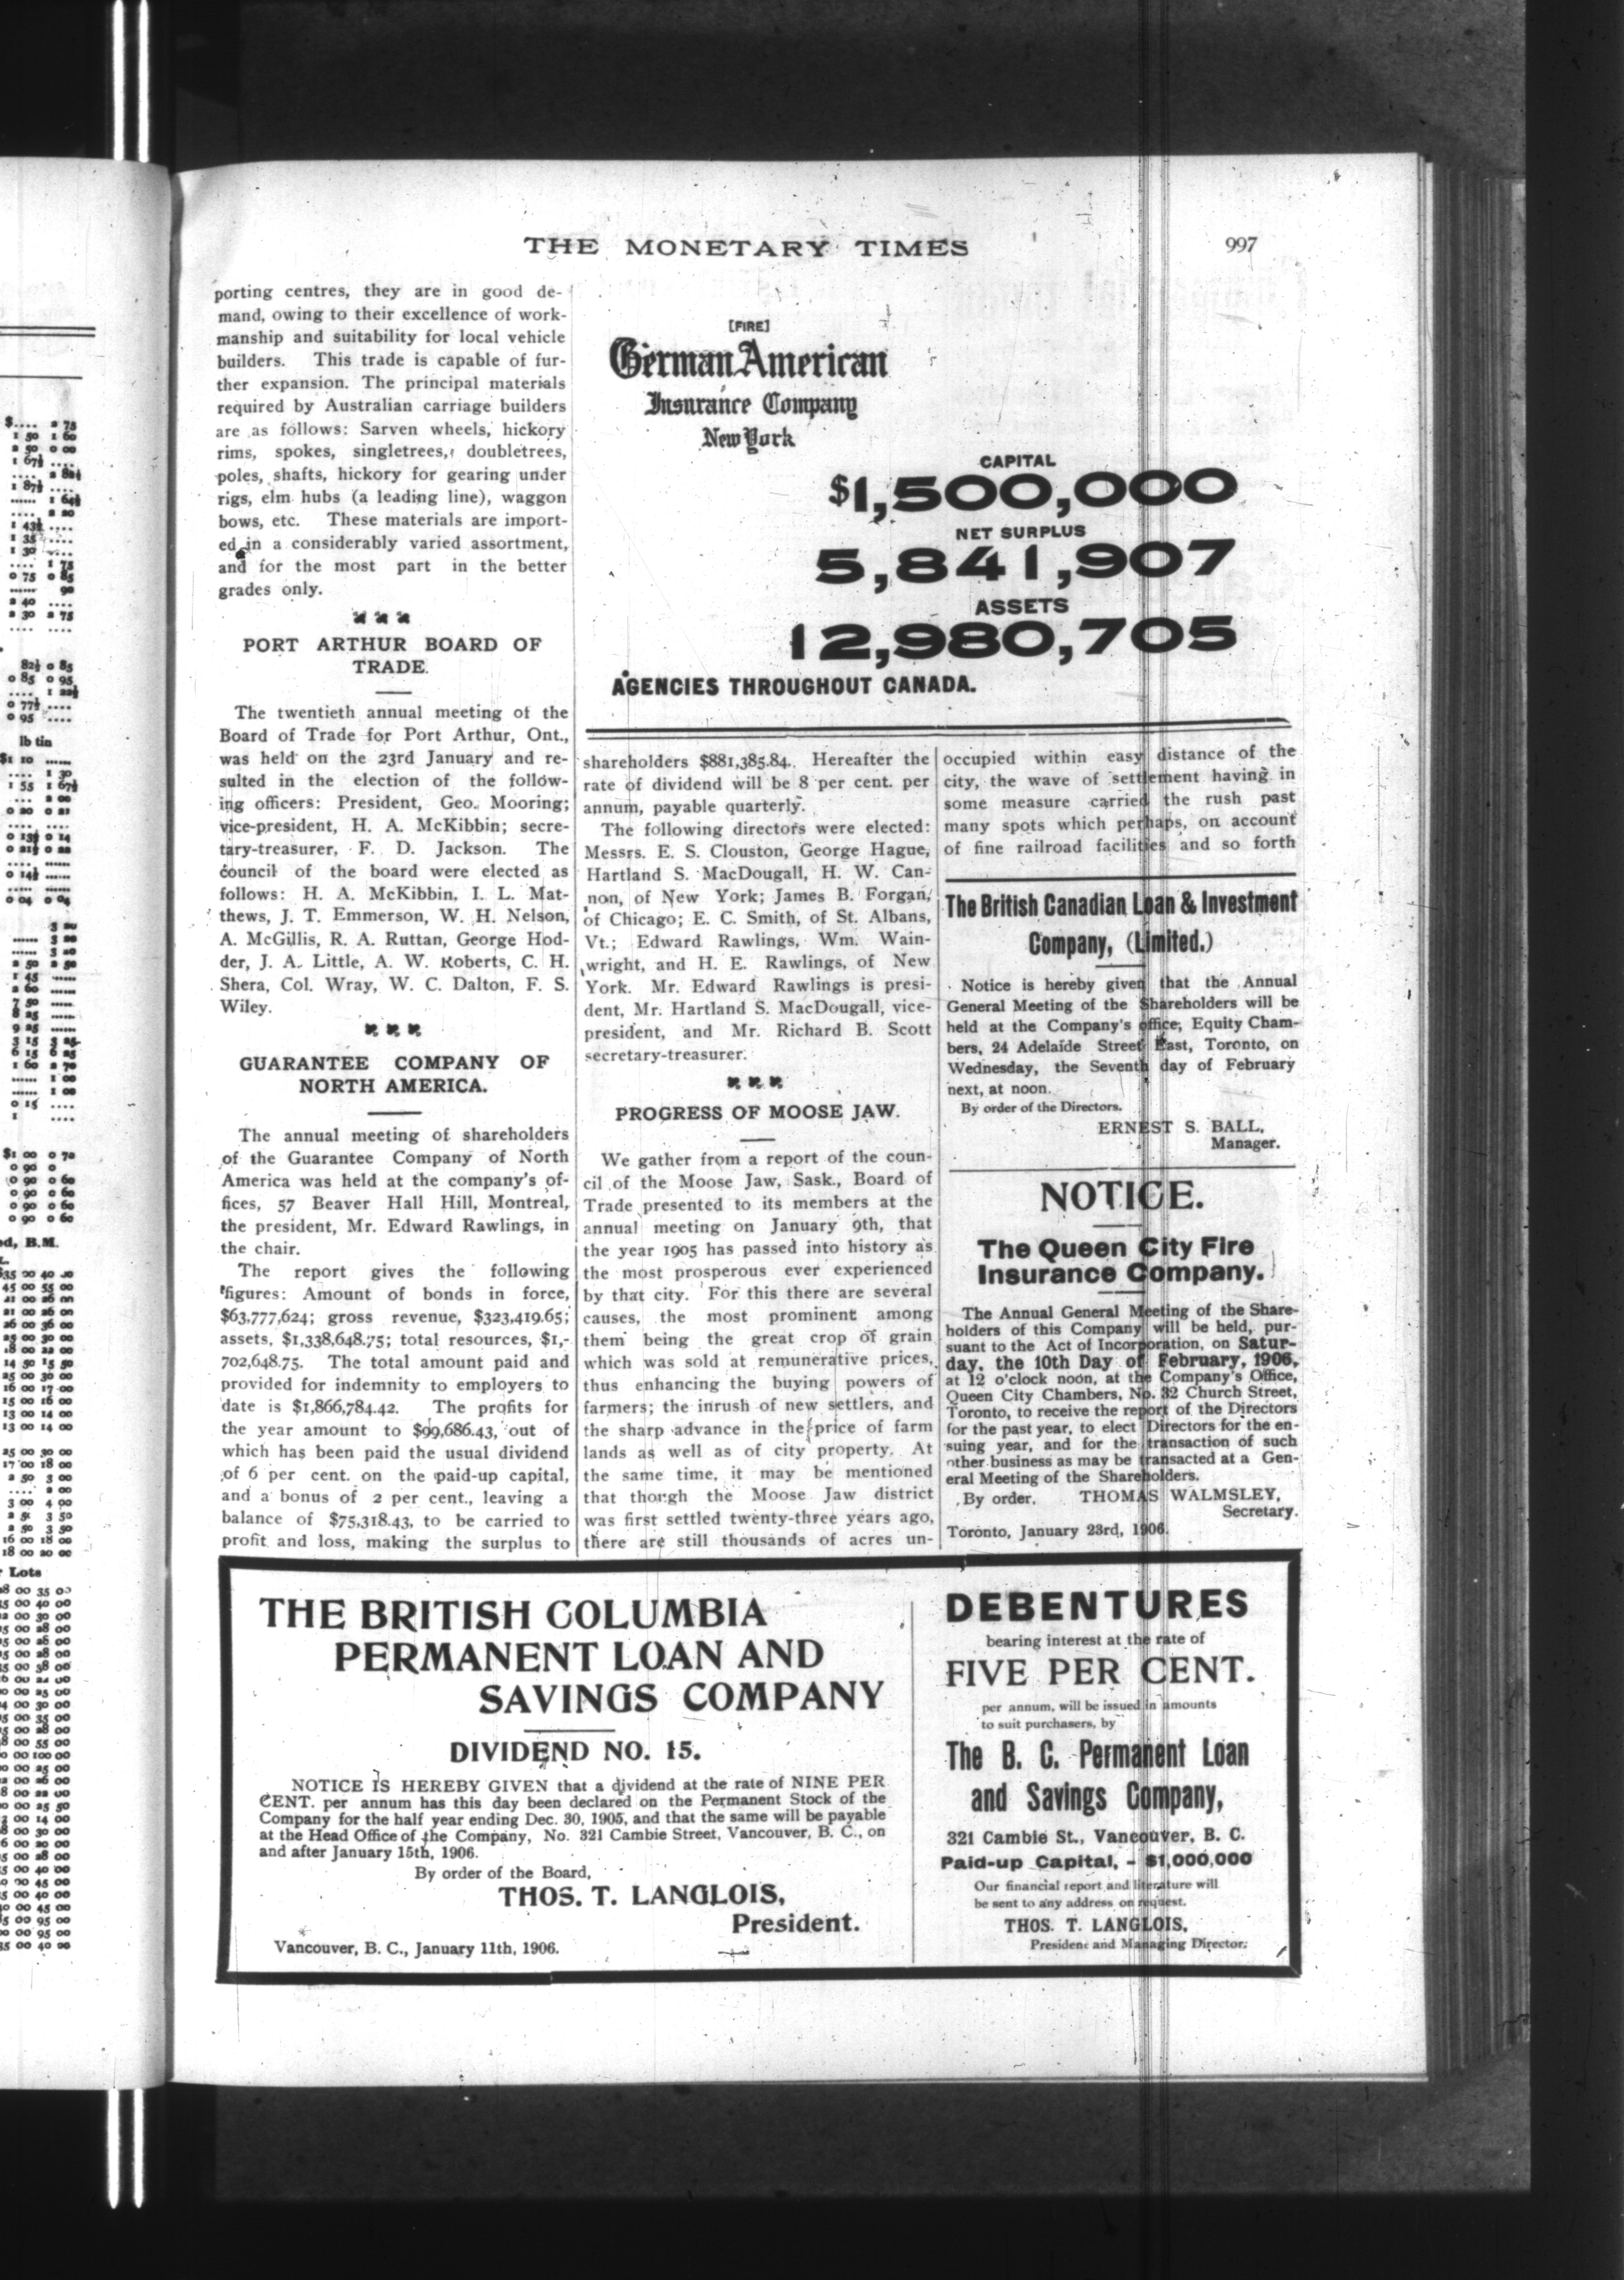 THE MONETARY TIMES
997
porting centres, they are in good de-
mand, owing to their excellence of work-
manship and suitability for local vehicle
builders. This trade is capable of fur-
ther expansion. The principal materials
required by Australian carriage builders
are as follows: Sarven wheels, hickory
rims, spokes, singletrees, doubletrees,
poles, shafts, hickory for gearing under
rigs, elm hubs (a leading line), waggon
bows, etc. These materials are import-
ed in a considerably varied assortment,
and for the most part in the better
grades only.
PORT ARTHUR BOARD OF
TRADE.
The twentieth annual meeting of the
Board of Trade for Port Arthur, Ont.,
was held on the 23rd January and re-
sulted in the election of the follow-
ing officers: President, Geo. Mooring;
vice-president, H. A. McKibbin; secre-
tary-treasurer, F. D. Jackson. The
council of the board were elected as
follows: H. A. McKibbin, I. L. Mat-
thews, J. T. Emmerson, W. H. Nelson,
A. McGillis, R. A. Ruttan, George Hod-
der, J. A. Little, A. W. Roberts, C. H.
Shera, Col. Wray, W. C. Dalton, F. S.
Wiley.
GUARANTEE COMPANY OF
NORTH AMERICA.
The annual meeting of shareholders
of the Guarantee Company of North
America was held at the company's of-
fices, 57 Beaver Hall Hill, Montreal,
the president, Mr. Edward Rawlings, in
the chair.
The report gives the following
figures: Amount of bonds in force,
$63,777,624; gross revenue, $323,419.65;
assets, $1,338,648.75; total resources, $1,-
702,648.75. The total amount paid and
provided for indemnity to employers to
date is $1,866,784.42. The profits for
the year amount to $99,686.43, out of
which has been paid the usual dividend
of 6 per cent. on the paid-up capital,
and a bonus of 2 per cent., leaving a
balance of $75,318.43, to be carried to
profit and loss, making the surplus to
[FIRE]
German American
Insurance Company
New York
CAPITAL
$1,500,000
NET SURPLUS
5,841,907
ASSETS
12,980,705
AGENCIES THROUGHOUT CANADA.
shareholders $881,385.84. Hereafter the
rate of dividend will be 8 per cent. per
annum, payable quarterly.
The following directors were elected:
Messrs. E. S. Clouston, George Hague,
Hartland S. MacDougall, H. W. Can-
non, of New York; James B. Forgan,
of Chicago; E. C. Smith, of St. Albans,
Vt.; Edward Rawlings, Wm. Wain-
wright, and H. E. Rawlings, of New
York. Mr. Edward Rawlings is presi-
dent, Mr. Hartland S. MacDougall, vice-
president, and Mr. Richard B. Scott
secretary-treasurer.
PROGRESS OF MOOSE JAW.
We gather from a report of the coun-
cil of the Moose Jaw, Sask., Board of
Trade presented to its members at the
annual meeting on January 9th, that
the year 1905 has passed into history as
the most prosperous ever experienced
by that city. For this there are several
causes, the most prominent among
them being the great crop of grain
which was sold at remunerative prices,
thus enhancing the buying powers of
farmers; the inrush of new settlers, and
the sharp advance in the price of farm
lands as well as of city property. At
the same time, it may be mentioned
that though the Moose Jaw district
was first settled twenty-three years ago,
there are still thousands of acres un-
occupied within easy distance of the
city, the wave of settlement having in
some measure carried the rush past
many spots which perhaps, on account
of fine railroad facilities and so forth
The British Canadian Loan & Investment
Company, (Limited.)
Notice is hereby given that the Annual
General Meeting of the Shareholders will be
held at the Company's office, Equity Cham-
bers, 24 Adelaide Street East, Toronto, on
Wednesday, the Seventh day of February
next, at noon.
By order of the Directors.
ERNEST S. BALL,
Manager.
NOTICE.
The Queen City Fire
Insurance Company.
The Annual General Meeting of the Share-
holders of this Company will be held, pur-
suant to the Act of Incorporation, on Satur-
day, the 10th Day of February, 1906,
at 12 o'clock noon, at the Company's Office,
Queen City Chambers, No. 32 Church Street,
Toronto, to receive the report of the Directors
for the past year, to elect Directors for the en-
suing year, and for the transaction of such
other business as may be transacted at a Gen-
eral Meeting of the Shareholders.
By order. THOMAS WALMSLEY,
Secretary.
Toronto, January 23rd, 1906.
THE BRITISH COLUMBIA
PERMANENT LOAN AND
SAVINGS COMPANY
DIVIDEND NO. 15.
NOTICE IS HEREBY GIVEN that a dividend at the rate of NINE PER
CENT. per annum has this day been declared on the Permanent Stock of the
Company for the half year ending Dec. 30, 1905, and that the same will be payable
at the Head Office of the Company, No. 321 Cambie Street, Vancouver, B. C., on
and after January 15th, 1906.
By order of the Board,
THOS. T. LANGLOIS,
President.
Vancouver, B. C., January 11th, 1906.
DEBENTURES
bearing interest at the rate of
FIVE PER CENT.
per annum, will be issued in amounts
to suit purchasers, by
The B. C. Permanent Loan
and Savings Company,
321 Cambie St., Vancouver, B. C.
Paid-up Capital, - $1,000,000
Our financial report and literature will
be sent to any address on request.
THOS. T. LANGLOIS,
President and Managing Director.